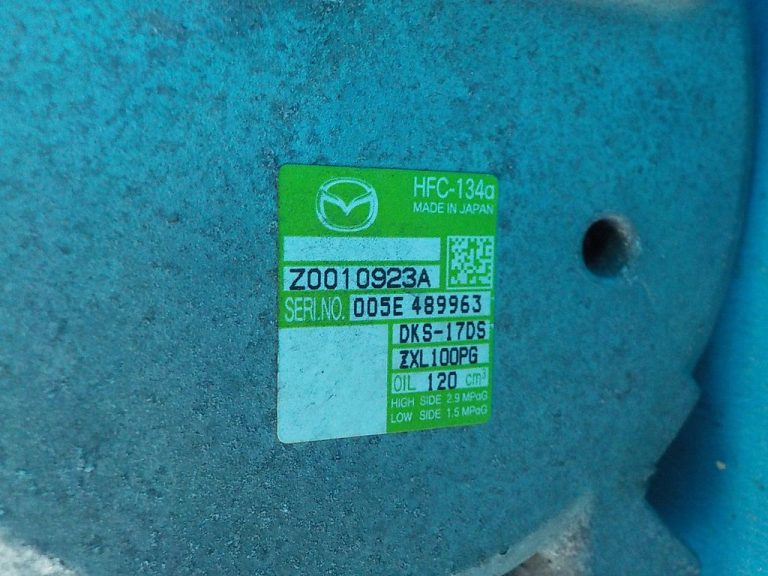 HFC-134a
MADE IN JAPAN
Z0010923A
SERI.NO. 005E 489963
DKS-17DS
ZXL100PG
OIL 120 cm³
HIGH SIDE 2.9 MPaG
LOW SIDE 1.5 MPaG